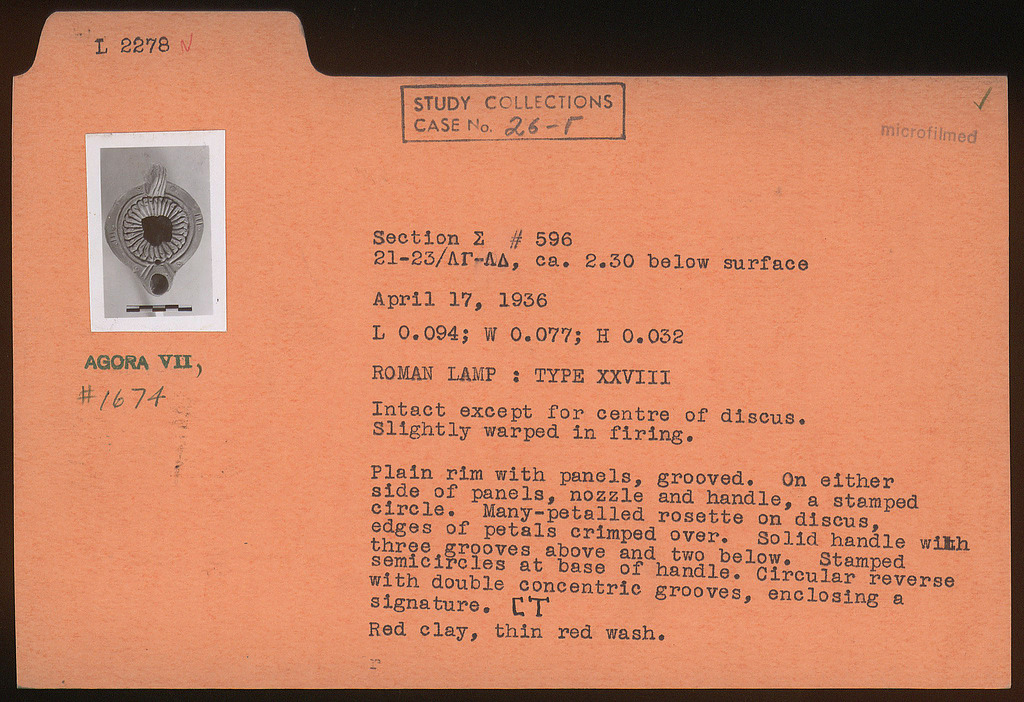 L 2278
STUDY COLLECTIONS
CASE No. 26-Γ
microfilmed
AGORA VII,
#1674
Section Σ # 596
21-23/ΛΓ-ΛΔ, ca. 2.30 below surface
April 17, 1936
L 0.094; W 0.077; H 0.032
ROMAN LAMP : TYPE XXVIII
Intact except for centre of discus.
Slightly warped in firing.
Plain rim with panels, grooved. On either
side of panels, nozzle and handle, a stamped
circle. Many-petalled rosette on discus,
edges of petals crimped over. Solid handle with
three grooves above and two below. Stamped
semicircles at base of handle. Circular reverse
with double concentric grooves, enclosing a
signature. ⊏T
Red clay, thin red wash.
r